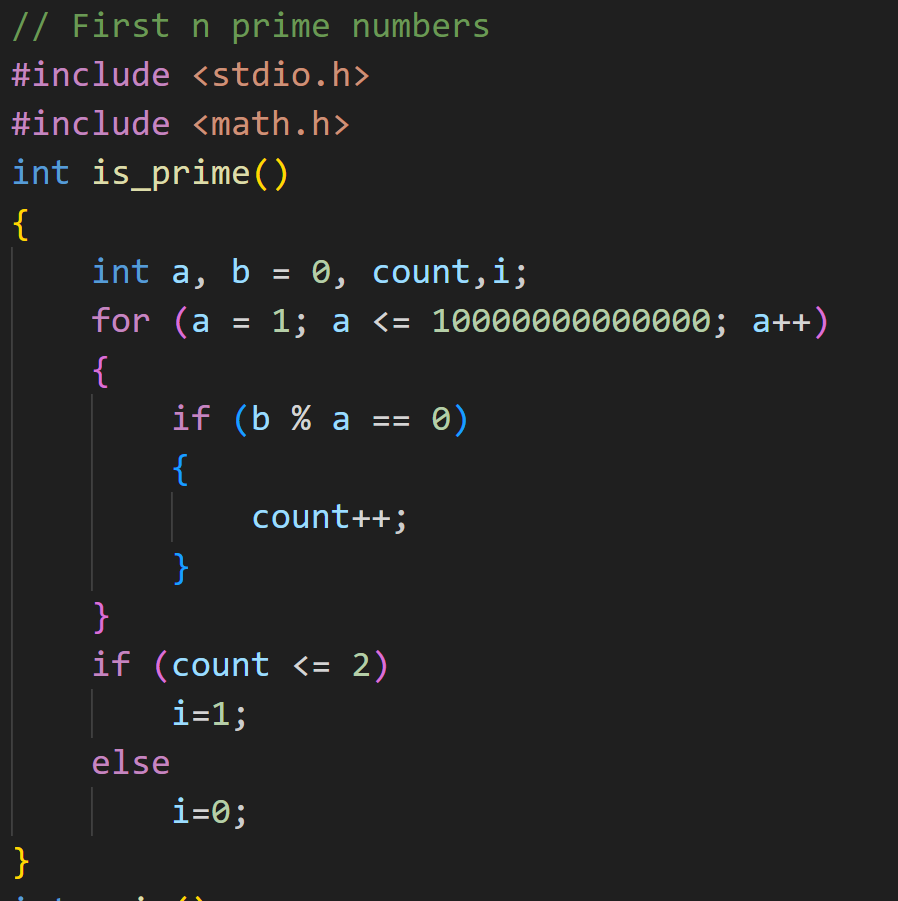 // First n prime numbers
#include <stdio.h>
#include <math.h>
int is_prime()
{
    int a, b = 0, count,i;
    for (a = 1; a <= 10000000000000; a++)
    {
        if (b % a == 0)
        {
            count++;
        }
    }
    if (count <= 2)
        i=1;
    else
        i=0;
}